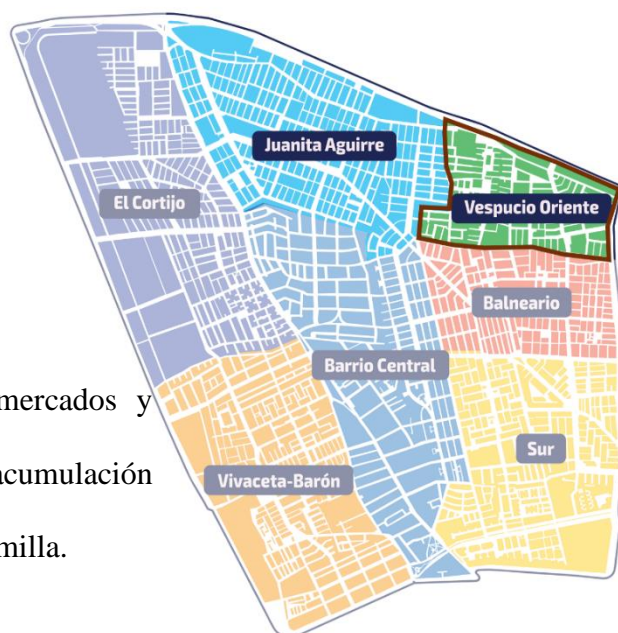 Juanita Aguirre
El Cortijo
Vespucio Oriente
Balneario
Barrio Central
mercados y
Sur
acumulación
Vivaceta-Barón
milla.